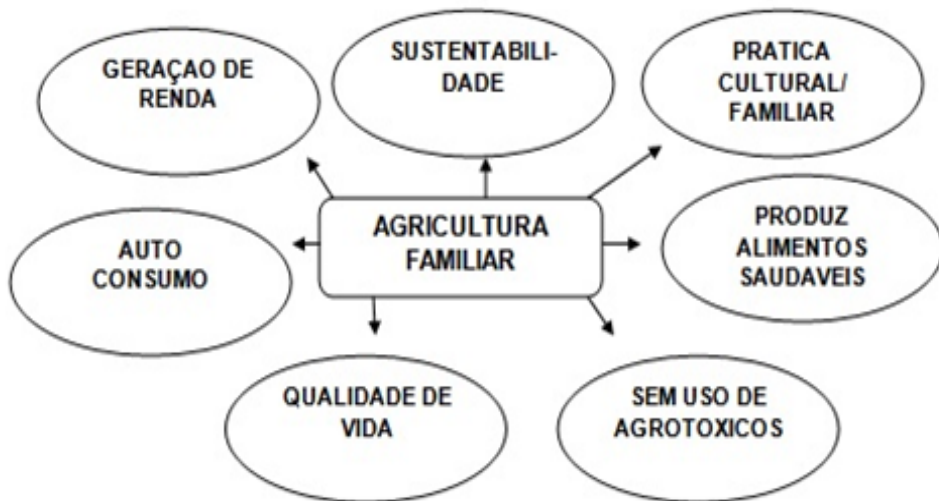 GERAÇAO DE
RENDA
SUSTENTABILI-
DADE
PRATICA
CULTURAL/
FAMILIAR
AUTO
CONSUMO
AGRICULTURA
FAMILIAR
PRODUZ
ALIMENTOS
SAUDAVEIS
QUALIDADE DE
VIDA
SEM USO DE
AGROTOXICOS